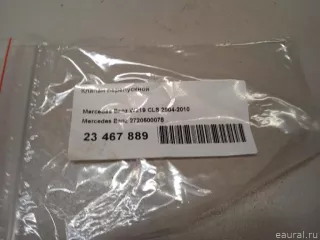 Клапан перепускной
Mercedes Benz W219 CLS 2004-2010
Mercedes Benz 2720500078
23 467 889
eaural.ru